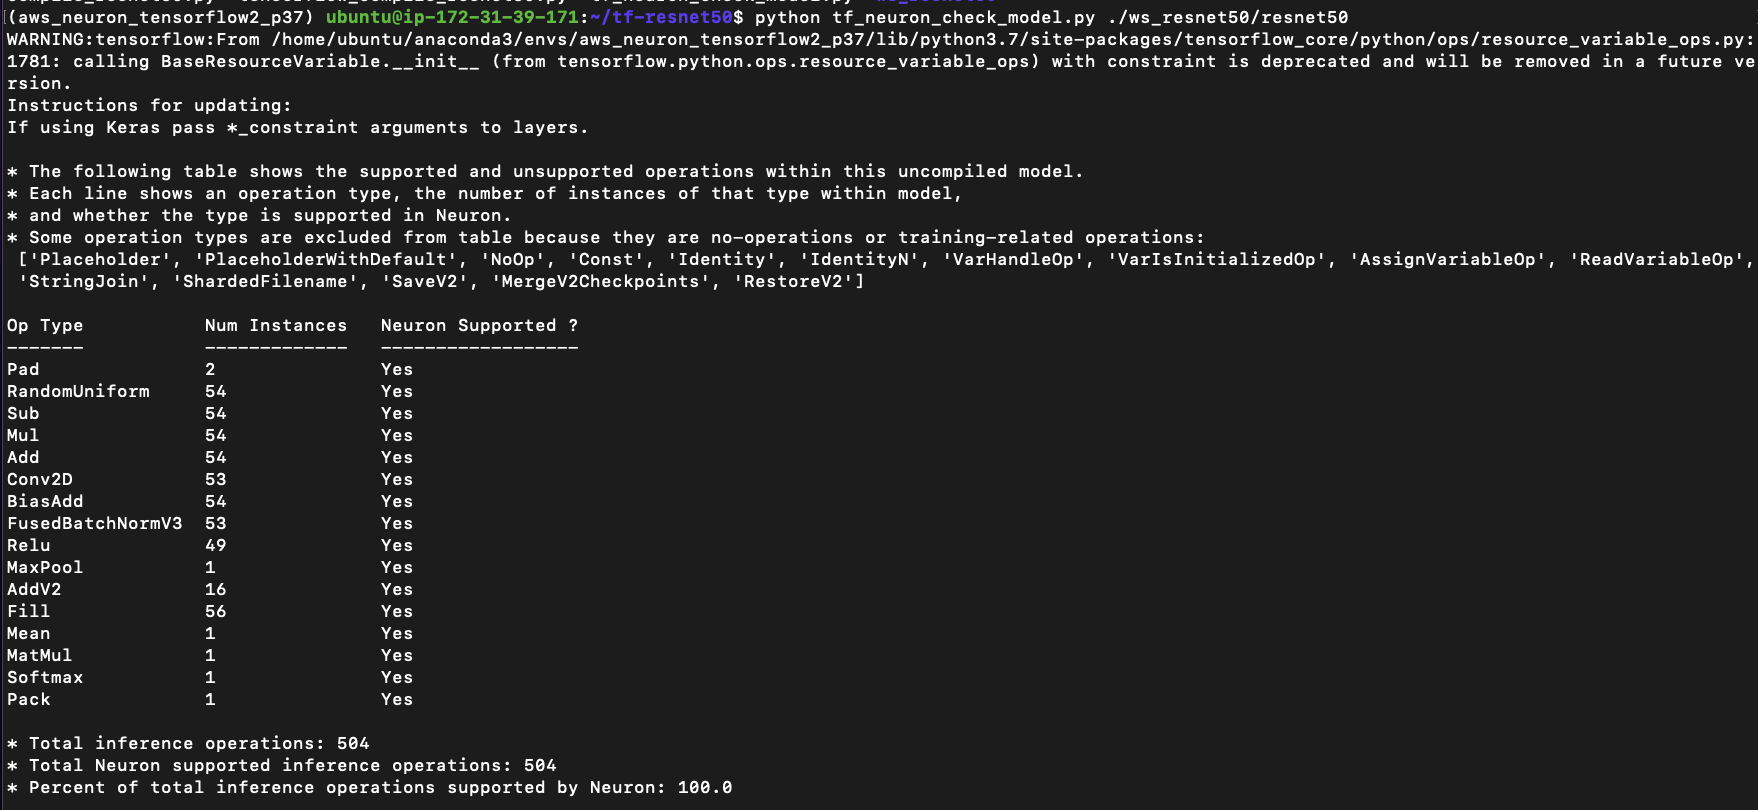 (aws_neuron_tensorflow2_p37) ubuntu@ip-172-31-39-171:~/tf-resnet50$ python tf_neuron_check_model.py ./ws_resnet50/resnet50
WARNING:tensorflow:From /home/ubuntu/anaconda3/envs/aws_neuron_tensorflow2_p37/lib/python3.7/site-packages/tensorflow_core/python/ops/resource_variable_ops.py:
1781: calling BaseResourceVariable.__init__ (from tensorflow.python.ops.resource_variable_ops) with constraint is deprecated and will be removed in a future ve
rsion.
Instructions for updating:
If using Keras pass *_constraint arguments to layers.
* The following table shows the supported and unsupported operations within this uncompiled model.
* Each line shows an operation type, the number of instances of that type within model,
* and whether the type is supported in Neuron.
* Some operation types are excluded from table because they are no-operations or training-related operations:
['Placeholder', 'PlaceholderWithDefault', 'NoOp', 'Const', 'Identity', 'IdentityN', 'VarHandleOp', 'VarIsInitializedOp', 'AssignVariableOp', 'ReadVariableOp',
'StringJoin', 'ShardedFilename', 'SaveV2', 'MergeV2Checkpoints', 'RestoreV2']
Op Type Num Instances Neuron Supported ?
------- ------------- ------------------
Pad 2 Yes
RandomUniform 54 Yes
Sub 54 Yes
Mul 54 Yes
Add 54 Yes
Conv2D 53 Yes
BiasAdd 54 Yes
FusedBatchNormV3 53 Yes
Relu 49 Yes
MaxPool 1 Yes
AddV2 16 Yes
Fill 56 Yes
Mean 1 Yes
MatMul 1 Yes
Softmax 1 Yes
Pack 1 Yes
* Total inference operations: 504
* Total Neuron supported inference operations: 504
* Percent of total inference operations supported by Neuron: 100.0